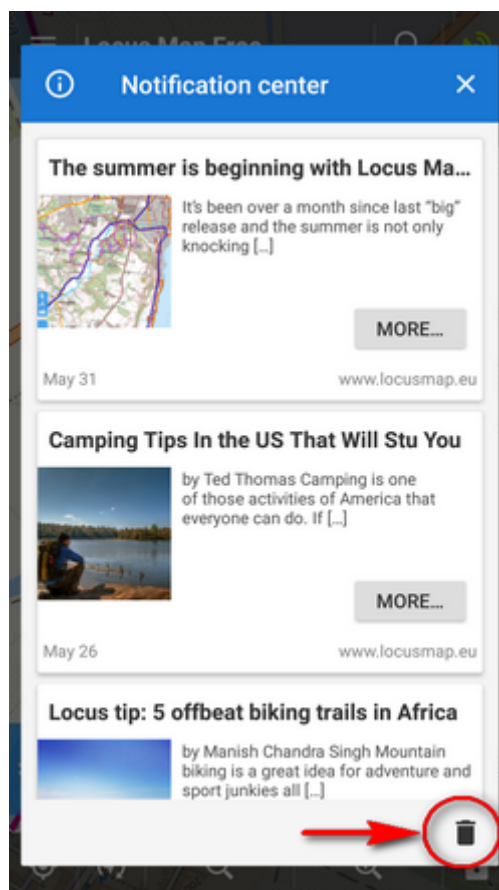 Locus Map Free
Notification center
The summer is beginning with Locus Ma...
It's been over a month since last "big"
release and the summer is not only
knocking [...]
MORE...
May 31
www.locusmap.eu
Camping Tips In the US That Will Stu You
by Ted Thomas Camping is one
of those activities of America that
everyone can do. If [...]
MORE...
May 26
www.locusmap.eu
Locus tip: 5 offbeat biking trails in Africa
by Manish Chandra Singh Mountain
biking is a great idea for adventure and
sport junkies all [...]